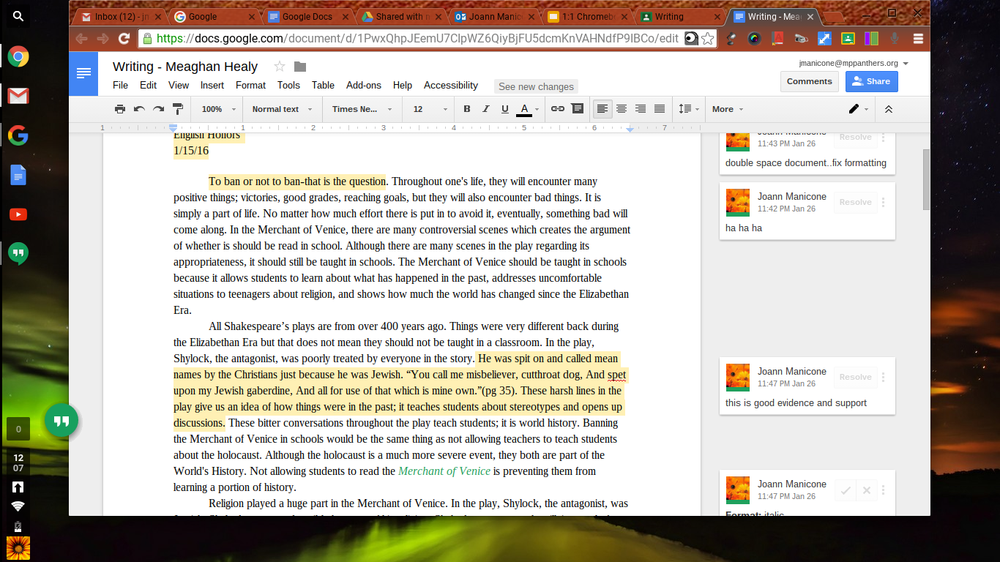 Inbox (12) - jm
Google
Google Docs
Shared with m
Joann Manico
1:1 Chromeb
Writing
Writing - Mea
https://docs.google.com/document/d/1PwxQhpJEemU7CIpWZ6QiyBjFU5dcmKnVAHNdfP9IBCo/edit
Writing - Meaghan Healy
jmanicone@mppanthers.org
File Edit View Insert Format Tools Table Add-ons Help Accessibility
See new changes
Comments
Share
100% Normal text Times Ne... 12 B I U A More
1 1 2 3 4 5 6 7
English Honors
1/15/16
To ban or not to ban-that is the question. Throughout one's life, they will encounter many
positive things; victories, good grades, reaching goals, but they will also encounter bad things. It is
simply a part of life. No matter how much effort there is put in to avoid it, eventually, something bad will
come along. In the Merchant of Venice, there are many controversial scenes which creates the argument
of whether is should be read in school. Although there are many scenes in the play regarding its
appropriateness, it should still be taught in schools. The Merchant of Venice should be taught in schools
because it allows students to learn about what has happened in the past, addresses uncomfortable
situations to teenagers about religion, and shows how much the world has changed since the Elizabethan
Era.
All Shakespeare’s plays are from over 400 years ago. Things were very different back during
the Elizabethan Era but that does not mean they should not be taught in a classroom. In the play,
Shylock, the antagonist, was poorly treated by everyone in the story. He was spit on and called mean
names by the Christians just because he was Jewish. “You call me misbeliever, cutthroat dog, And spet
upon my Jewish gaberdine, And all for use of that which is mine own.”(pg 35). These harsh lines in the
play give us an idea of how things were in the past; it teaches students about stereotypes and opens up
discussions. These bitter conversations throughout the play teach students; it is world history. Banning
the Merchant of Venice in schools would be the same thing as not allowing teachers to teach students
about the holocaust. Although the holocaust is a much more severe event, they both are part of the
World's History. Not allowing students to read the Merchant of Venice is preventing them from
learning a portion of history.
Religion played a huge part in the Merchant of Venice. In the play, Shylock, the antagonist, was
Joann Manicone
Resolve
11:43 PM Jan 26
double space document..fix formatting
Joann Manicone
Resolve
11:42 PM Jan 26
ha ha ha
Joann Manicone
Resolve
11:47 PM Jan 26
this is good evidence and support
Joann Manicone
11:47 PM Jan 26
Format: italic
0
12
07